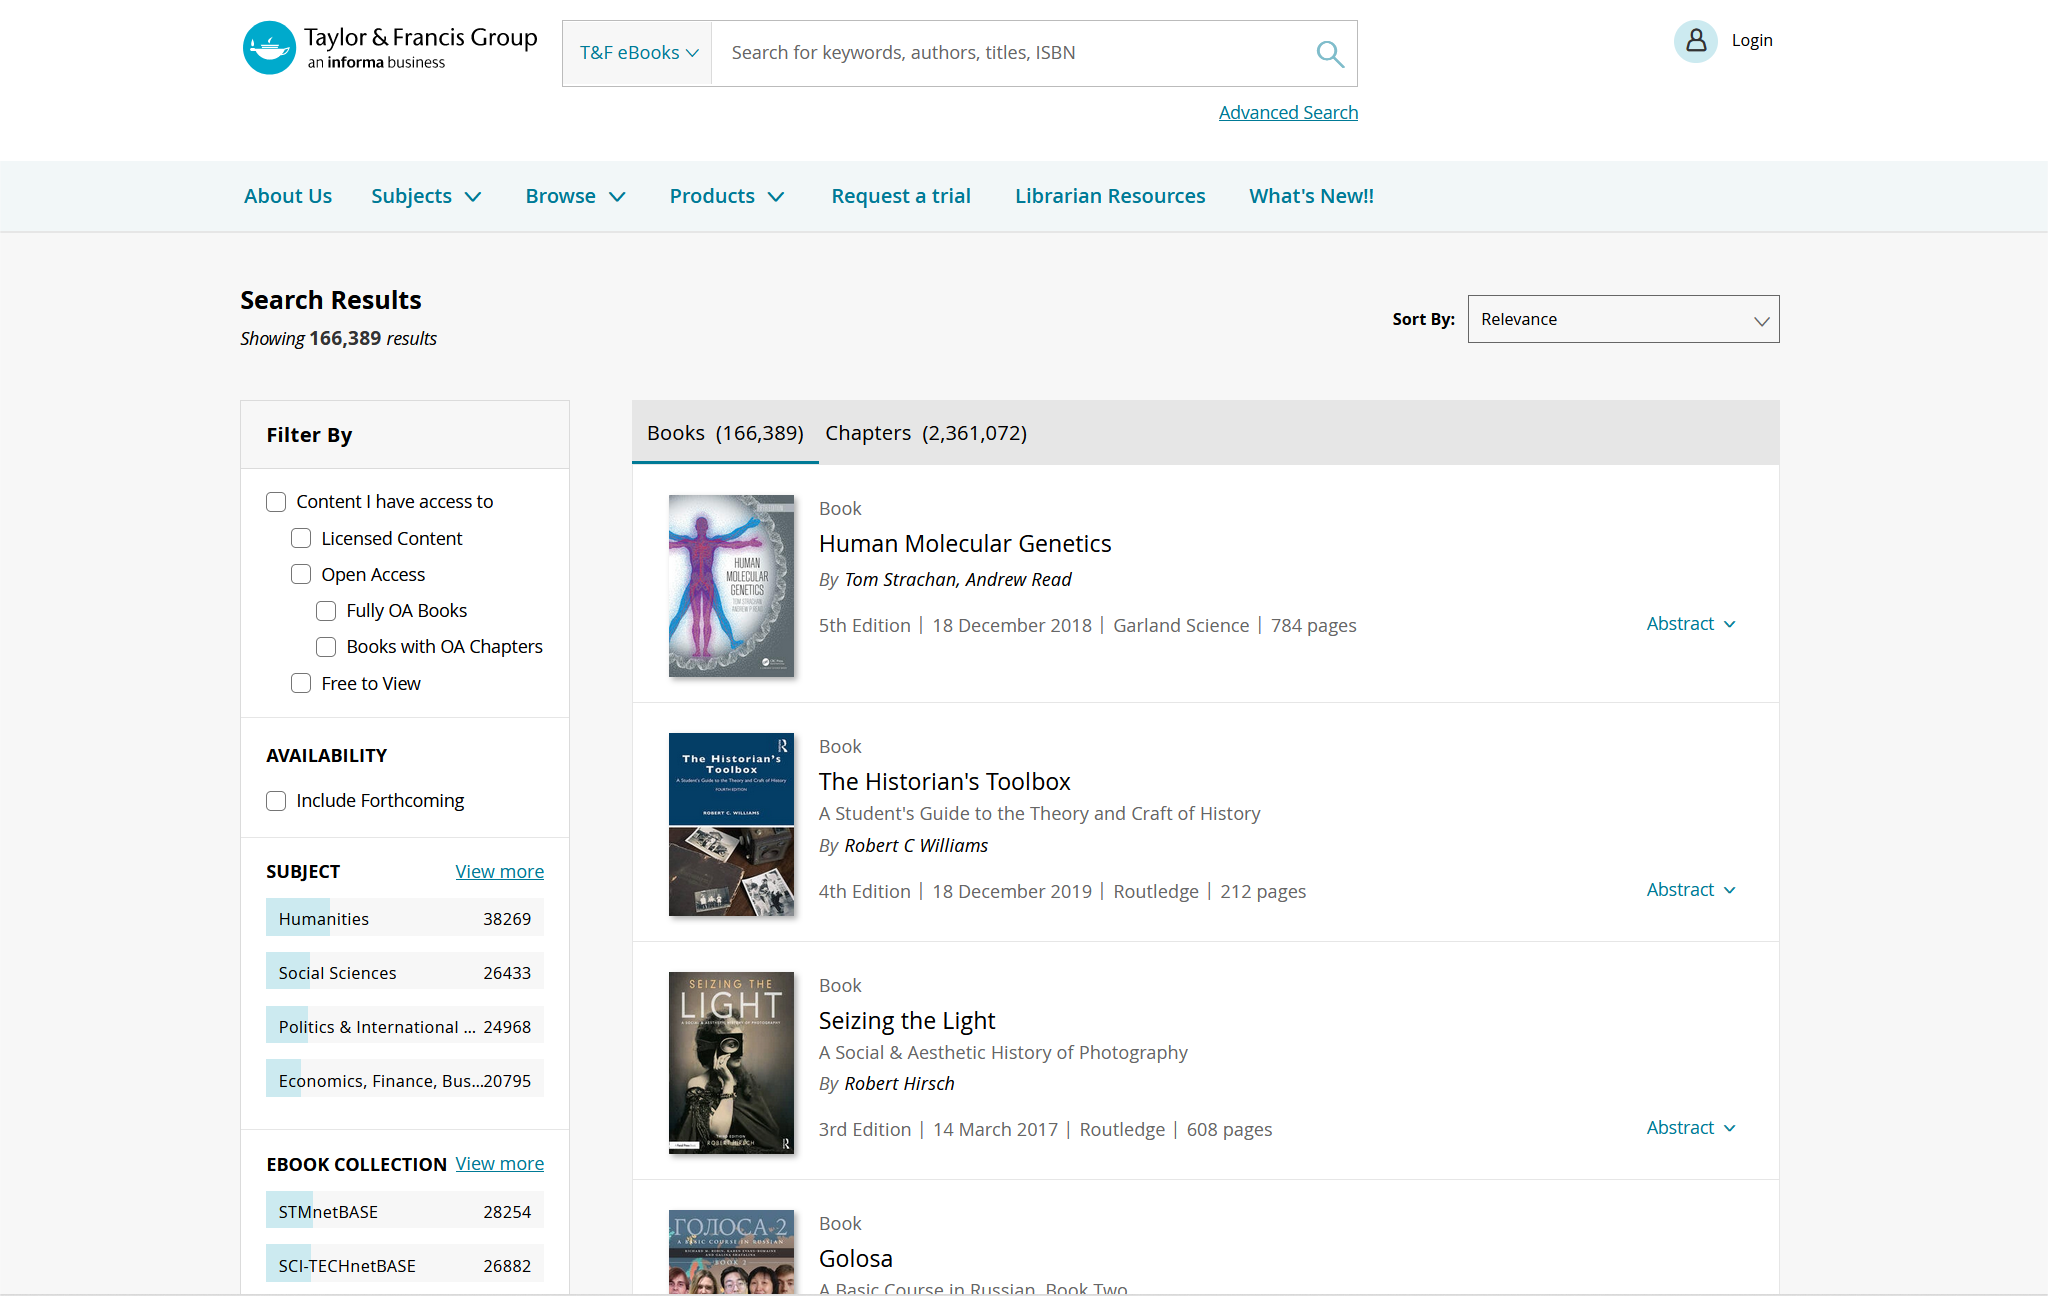 Taylor & Francis Group
an informa business
T&F eBooks
Search for keywords, authors, titles, ISBN
Login
Advanced Search
About Us
Subjects
Browse
Products
Request a trial
Librarian Resources
What's New!!
Search Results
Showing 166,389 results
Sort By:
Relevance
Filter By
Content I have access to
Licensed Content
Open Access
Fully OA Books
Books with OA Chapters
Free to View
AVAILABILITY
Include Forthcoming
SUBJECT View more
Humanities 38269
Social Sciences 26433
Politics & International ... 24968
Economics, Finance, Bus...20795
EBOOK COLLECTION View more
STMnetBASE 28254
SCI-TECHnetBASE 26882
Books (166,389) Chapters (2,361,072)
HUMAN
MOLECULAR
GENETICS
TOM STRACHAN
ANDREW P READ
Book
Human Molecular Genetics
By Tom Strachan, Andrew Read
5th Edition | 18 December 2018 | Garland Science | 784 pages
Abstract
R
The Historian's
Toolbox
A Student's Guide to the Theory and Craft of History
FOURTH EDITION
ROBERT C. WILLIAMS
Book
The Historian's Toolbox
A Student's Guide to the Theory and Craft of History
By Robert C Williams
4th Edition | 18 December 2019 | Routledge | 212 pages
Abstract
SEIZING THE
LIGHT
A SOCIAL & AESTHETIC HISTORY OF PHOTOGRAPHY
THIRD EDITION
ROBERT HIRSCH
R
Book
Seizing the Light
A Social & Aesthetic History of Photography
By Robert Hirsch
3rd Edition | 14 March 2017 | Routledge | 608 pages
Abstract
ГОЛОСА 2
A BASIC COURSE IN RUSSIAN
BOOK 2
Book
Golosa
A Basic Course in Russian, Book Two